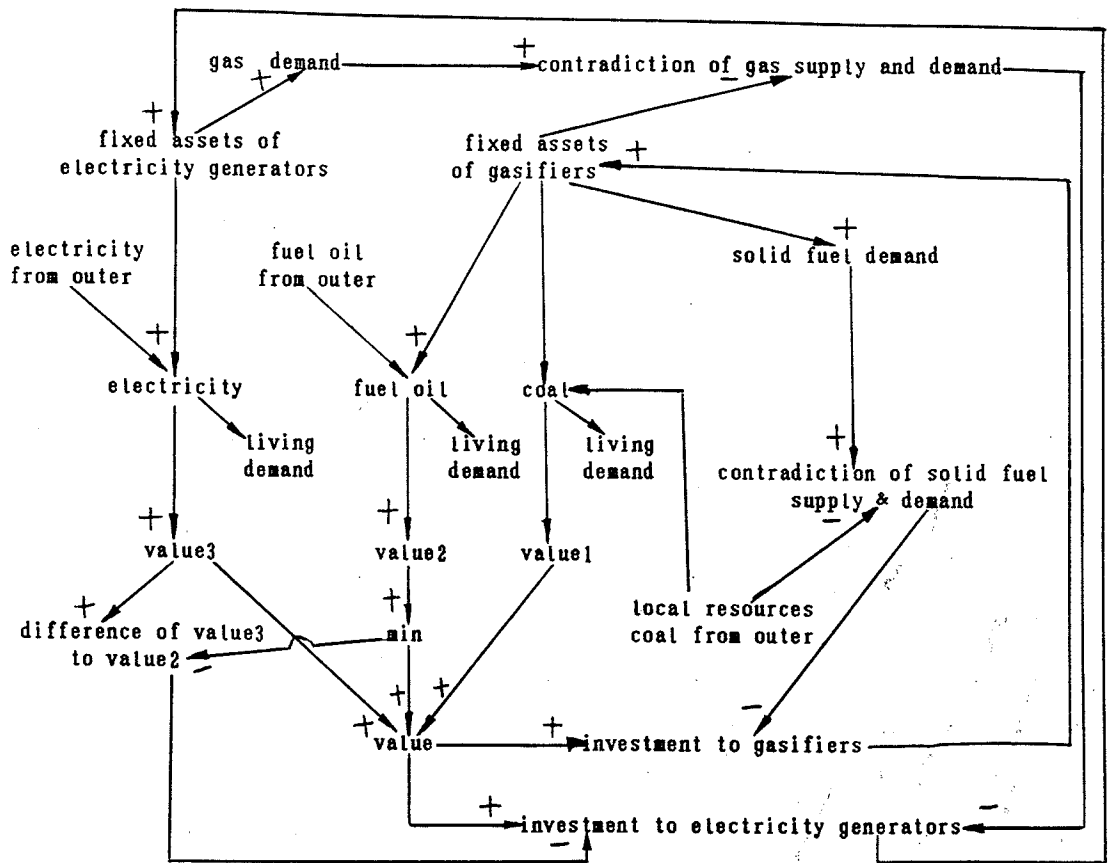 gas demand
contradiction of gas supply and demand
fixed assets of
electricity generators
fixed assets
of gasifiers
electricity
from outer
fuel oil
from outer
solid fuel demand
electricity
fuel oil
coal
living
demand
living
demand
living
demand
contradiction of solid fuel
supply & demand
value3
value2
value1
local resources
coal from outer
difference of value3
to value2
min
value
investment to gasifiers
investment to electricity generators